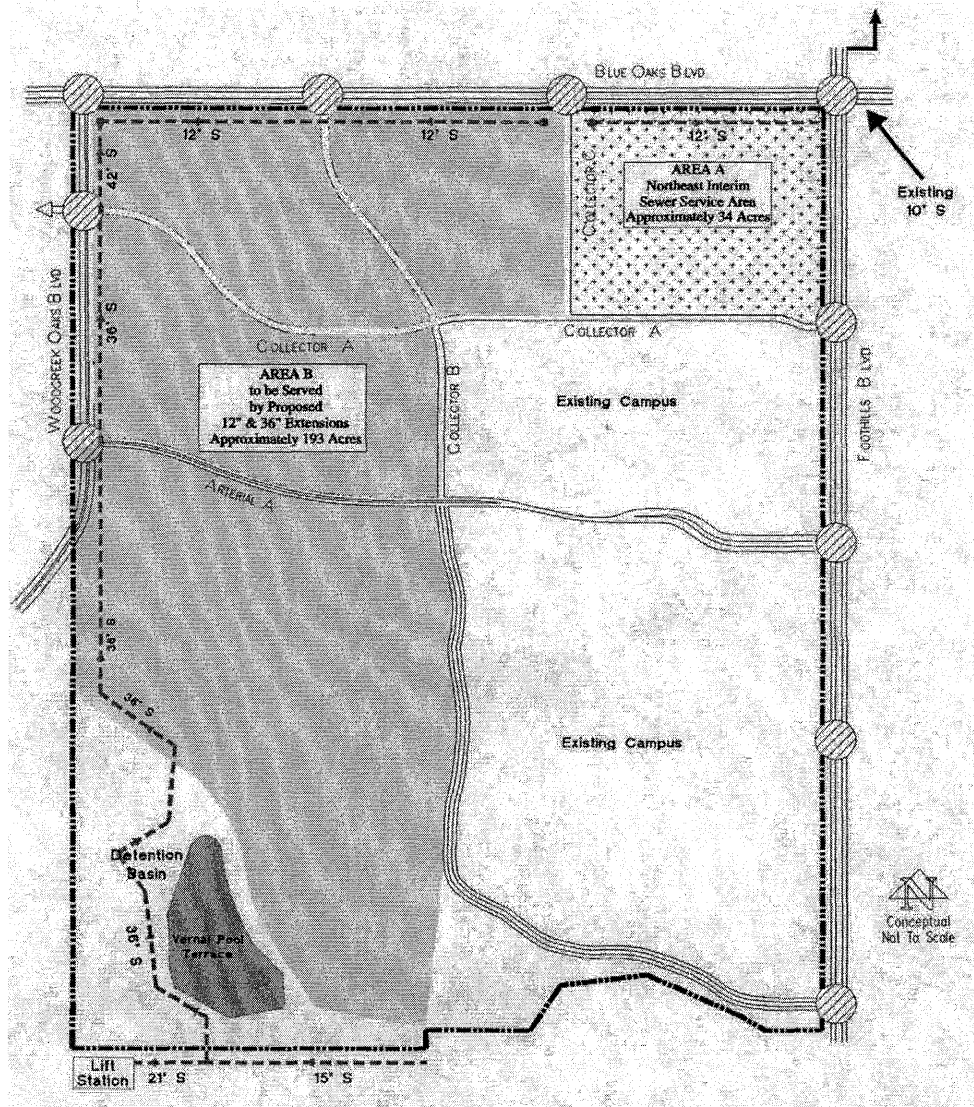 BLUE OAKS BLVD
12" S
12" S
12" S
42" S
COLLECTOR C
AREA A
Northeast Interim
Sewer Service Area
Approximately 34 Acres
Existing
10" S
WOODCREEK OAKS BLVD
36" S
COLLECTOR A
COLLECTOR A
AREA B
to be Served
by Proposed
12" & 36" Extensions
Approximately 193 Acres
COLLECTOR B
Existing Campus
FOOTHILLS BLVD
ARTERIAL A
36" S
36" S
Existing Campus
Detention
Basin
36" S
Vernal Pool
Terrace
N
Conceptual
Not To Scale
Lift
Station
21" S
15" S